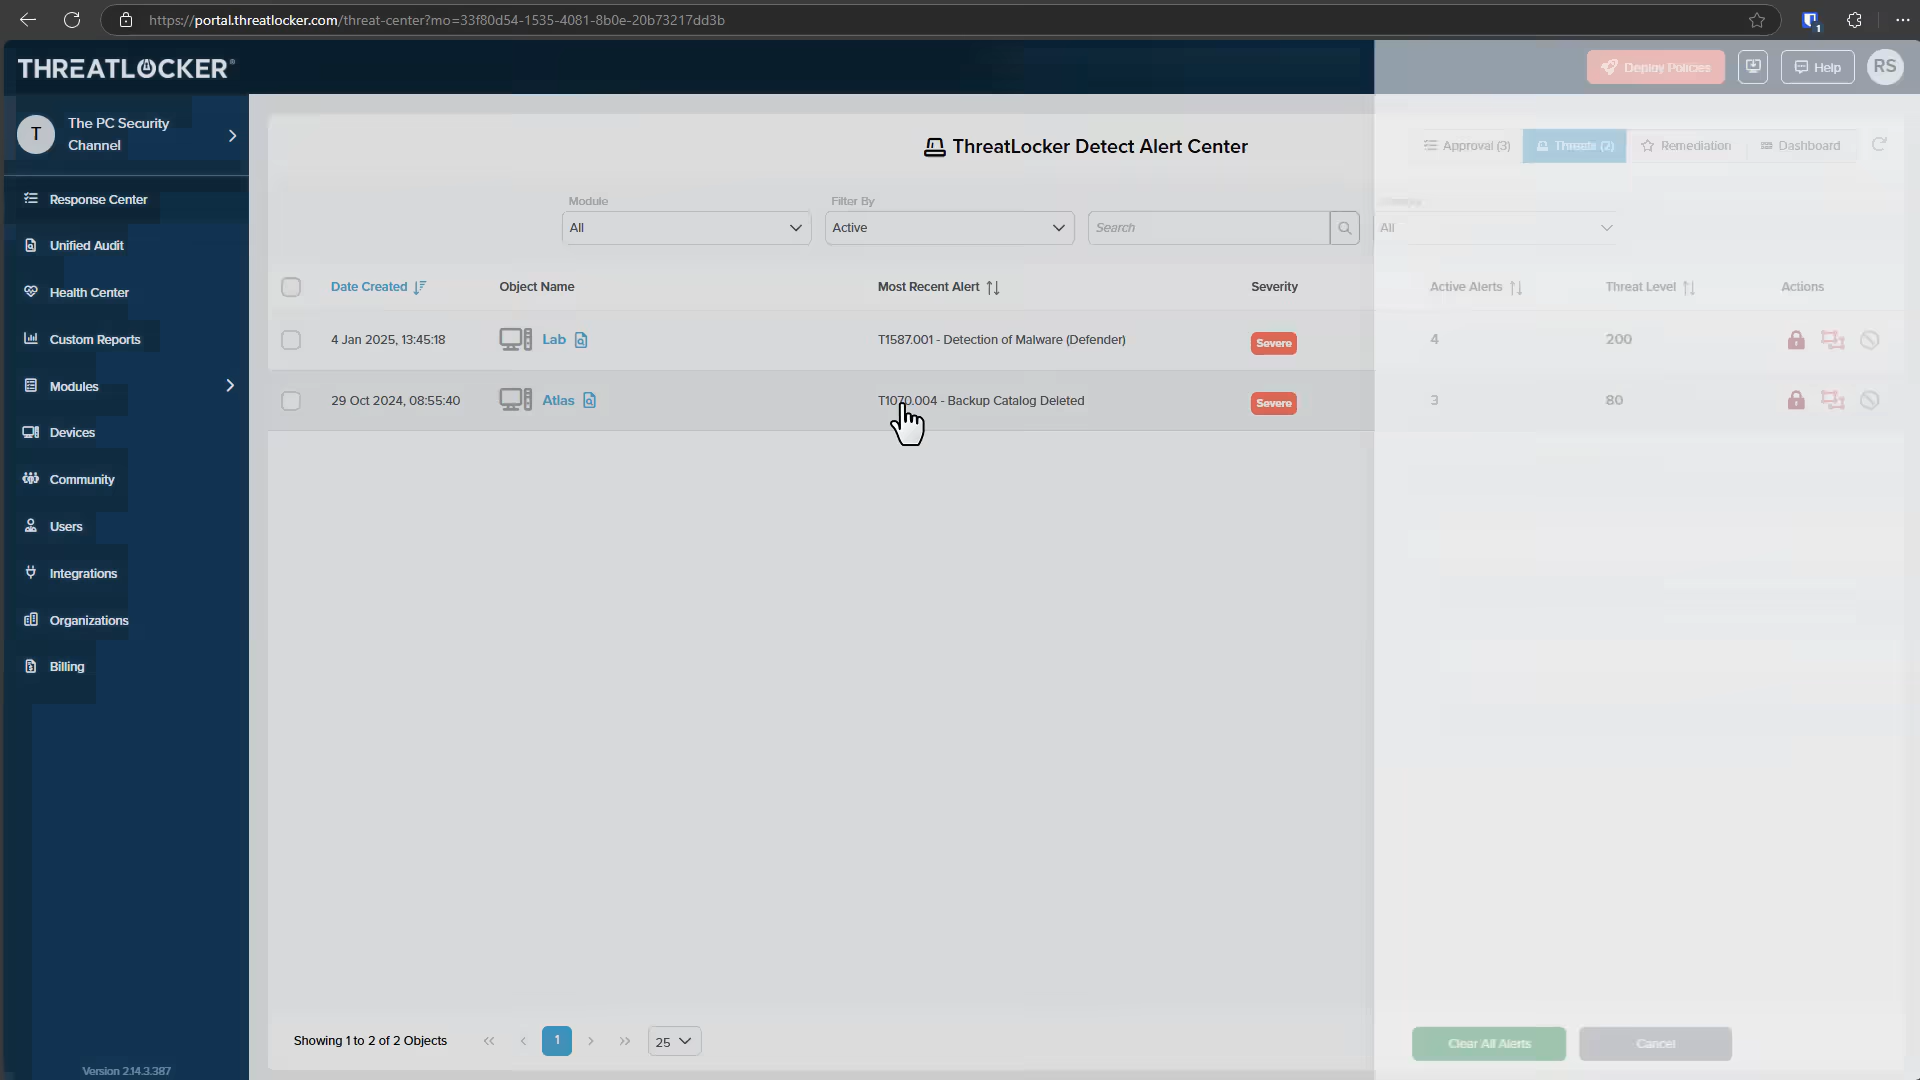 https://portal.threatlocker.com/threat-center?mo=33f80d54-1535-4081-8b0e-20b73217dd3b
1
THREATLOCKER
Deploy Policies
Help
RS
T
The PC Security
Channel
Response Center
Unified Audit
Health Center
Custom Reports
Modules
Devices
Community
Users
Integrations
Organizations
Billing
Version 2.14.3.387
ThreatLocker Detect Alert Center
Approval (3)
Threats (2)
Remediation
Dashboard
Module
Filter By
All
Active
Search
All
Date Created
Object Name
Most Recent Alert
Severity
Active Alerts
Threat Level
Actions
4 Jan 2025, 13:45:18
Lab
T1587.001 - Detection of Malware (Defender)
Severe
4
200
29 Oct 2024, 08:55:40
Atlas
T1070.004 - Backup Catalog Deleted
Severe
3
80
Showing 1 to 2 of 2 Objects
1
25
Clear All Alerts
Cancel